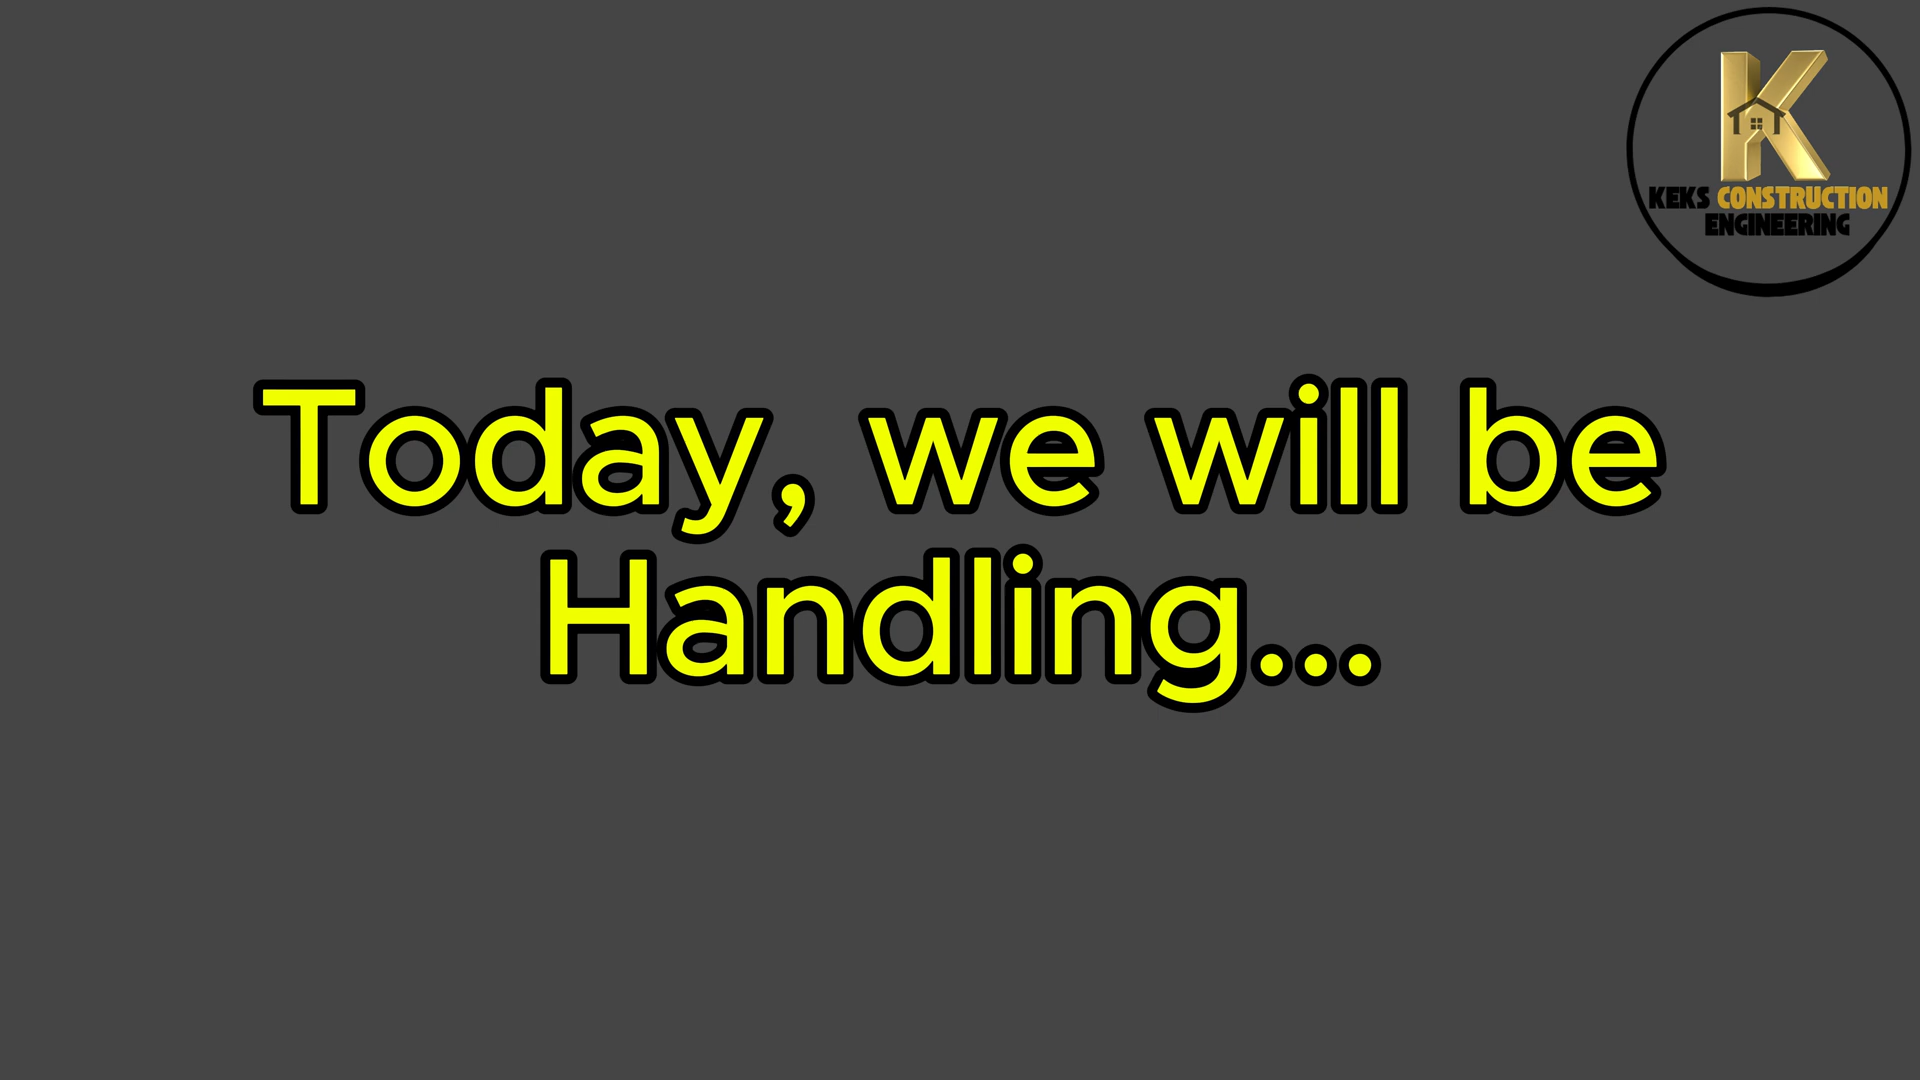 KEKS CONSTRUCTION
ENGINEERING
Today, we will be
Handling...